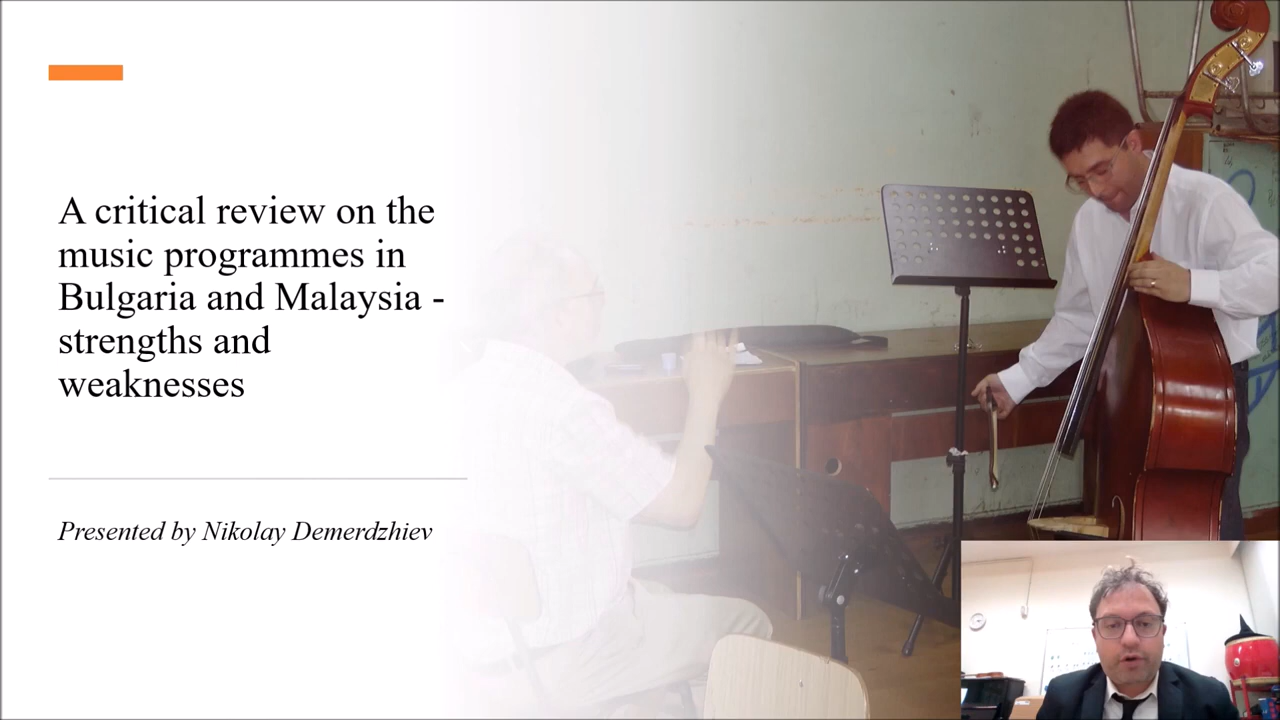 A critical review on the
music programmes in
Bulgaria and Malaysia -
strengths and
weaknesses
Presented by Nikolay Demerdzhiev